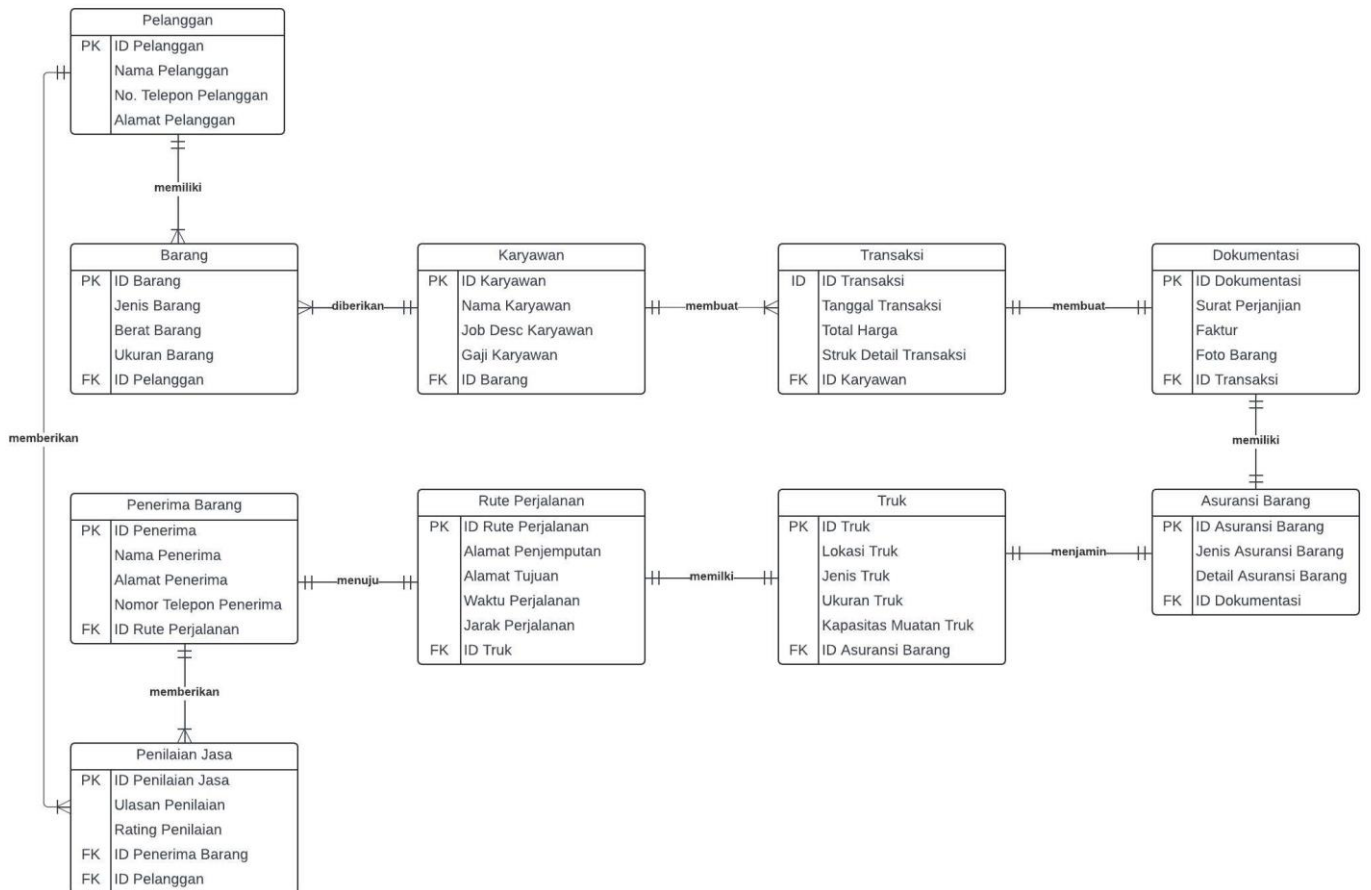 Pelanggan
PK ID Pelanggan
Nama Pelanggan
No. Telepon Pelanggan
Alamat Pelanggan
memiliki
Barang
PK ID Barang
Jenis Barang
Berat Barang
Ukuran Barang
FK ID Pelanggan
diberikan
Karyawan
PK ID Karyawan
Nama Karyawan
Job Desc Karyawan
Gaji Karyawan
FK ID Barang
membuat
Transaksi
ID ID Transaksi
Tanggal Transaksi
Total Harga
Struk Detail Transaksi
FK ID Karyawan
membuat
Dokumentasi
PK ID Dokumentasi
Surat Perjanjian
Faktur
Foto Barang
FK ID Transaksi
memberikan
memiliki
Penerima Barang
PK ID Penerima
Nama Penerima
Alamat Penerima
Nomor Telepon Penerima
FK ID Rute Perjalanan
menuju
Rute Perjalanan
PK ID Rute Perjalanan
Alamat Penjemputan
Alamat Tujuan
Waktu Perjalanan
Jarak Perjalanan
FK ID Truk
memilki
Truk
PK ID Truk
Lokasi Truk
Jenis Truk
Ukuran Truk
Kapasitas Muatan Truk
FK ID Asuransi Barang
menjamin
Asuransi Barang
PK ID Asuransi Barang
Jenis Asuransi Barang
Detail Asuransi Barang
FK ID Dokumentasi
memberikan
Penilaian Jasa
PK ID Penilaian Jasa
Ulasan Penilaian
Rating Penilaian
FK ID Penerima Barang
FK ID Pelanggan